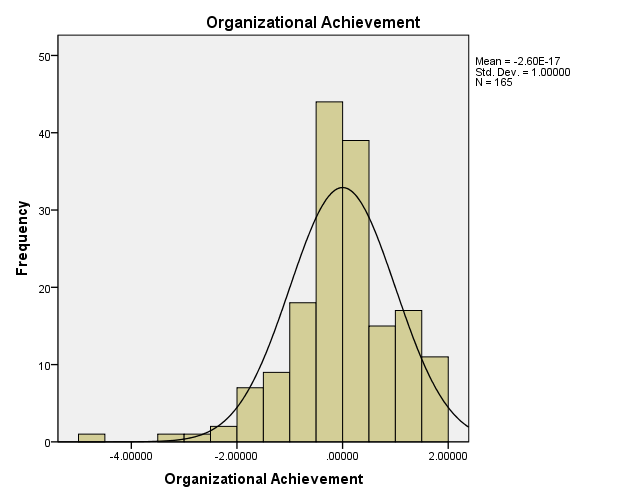 Organizational Achievement
Mean = -2.60E-17
Std. Dev. = 1.00000
N = 165
Frequency
50
40
30
20
10
0
-4.00000
-2.00000
.00000
2.00000
Organizational Achievement